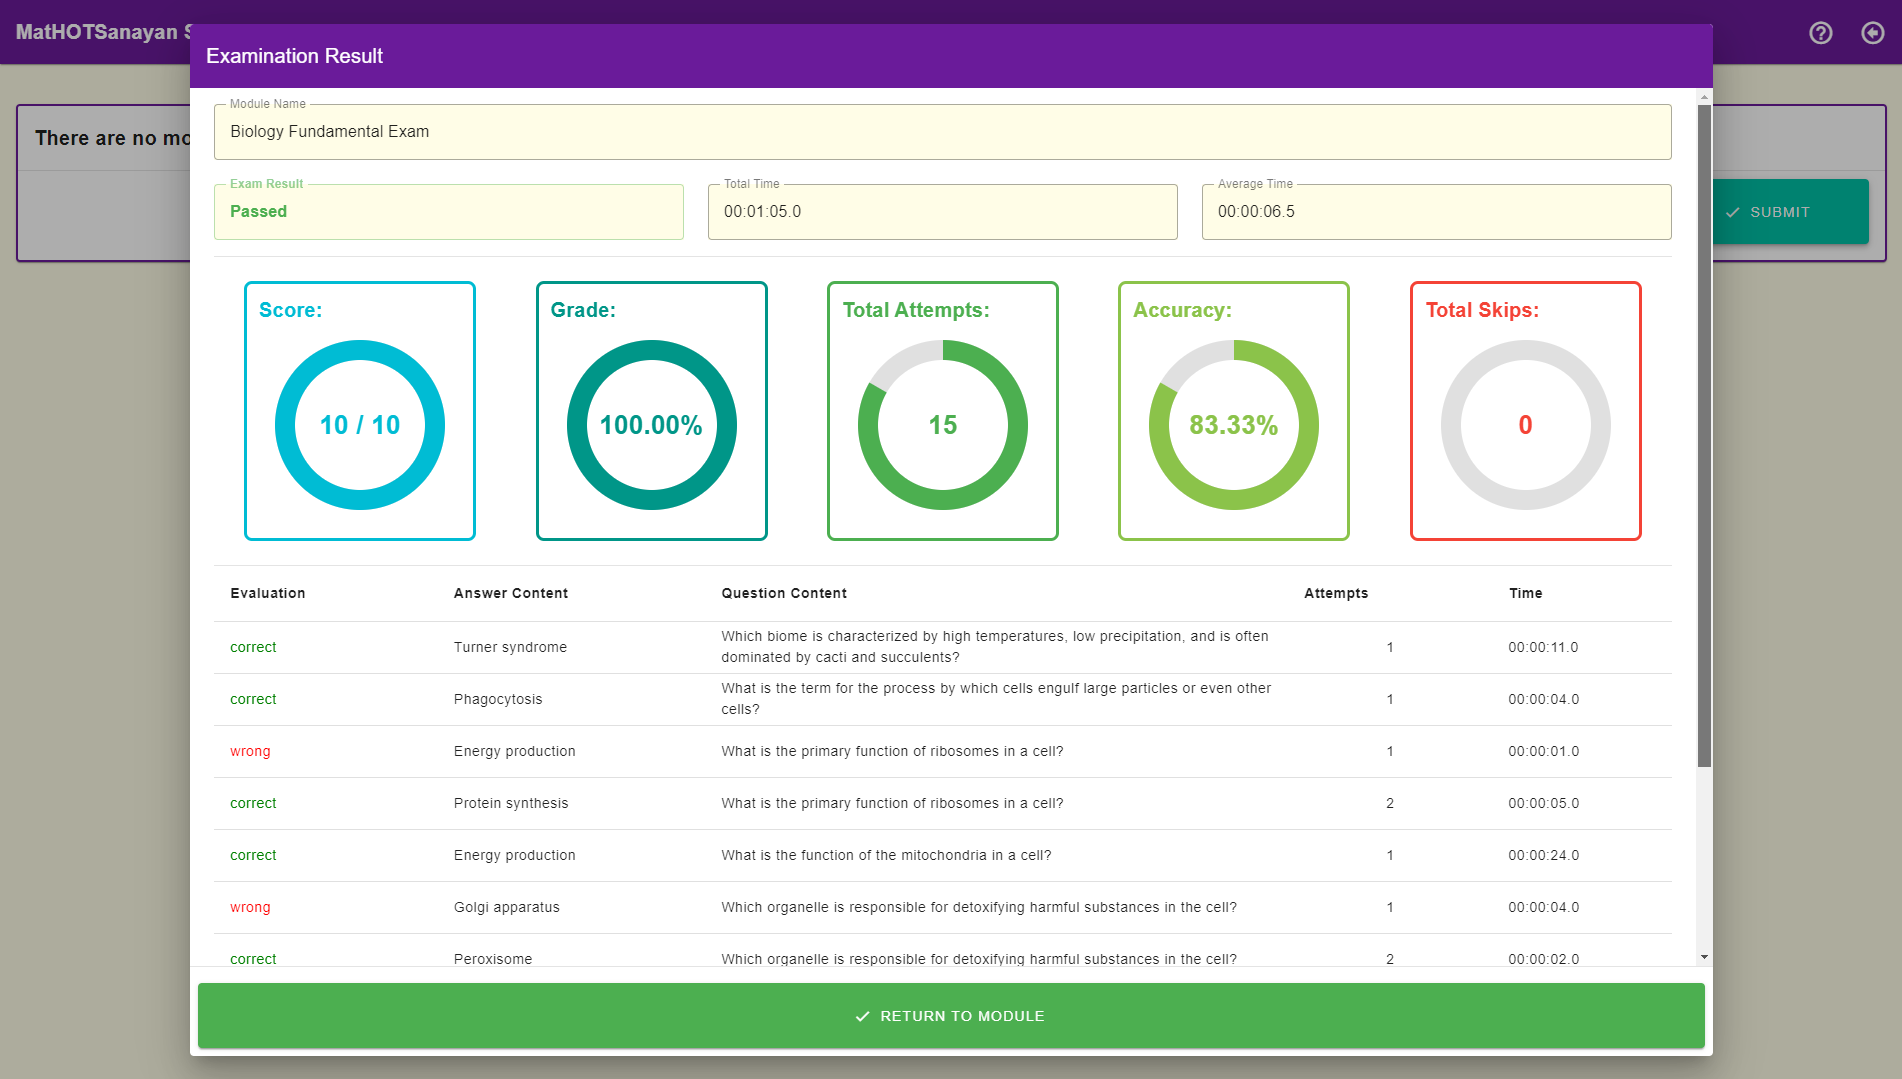 MatHOTSanayan S
Examination Result
There are no mo
SUBMIT
Module Name
Biology Fundamental Exam
Exam Result
Passed
Total Time
00:01:05.0
Average Time
00:00:06.5
Score:
10 / 10
Grade:
100.00%
Total Attempts:
15
Accuracy:
83.33%
Total Skips:
0
Evaluation Answer Content Question Content Attempts Time
correct Turner syndrome Which biome is characterized by high temperatures, low precipitation, and is often
dominated by cacti and succulents? 1 00:00:11.0
correct Phagocytosis What is the term for the process by which cells engulf large particles or even other
cells? 1 00:00:04.0
wrong Energy production What is the primary function of ribosomes in a cell? 1 00:00:01.0
correct Protein synthesis What is the primary function of ribosomes in a cell? 2 00:00:05.0
correct Energy production What is the function of the mitochondria in a cell? 1 00:00:24.0
wrong Golgi apparatus Which organelle is responsible for detoxifying harmful substances in the cell? 1 00:00:04.0
correct Peroxisome Which organelle is responsible for detoxifying harmful substances in the cell? 2 00:00:02.0
RETURN TO MODULE